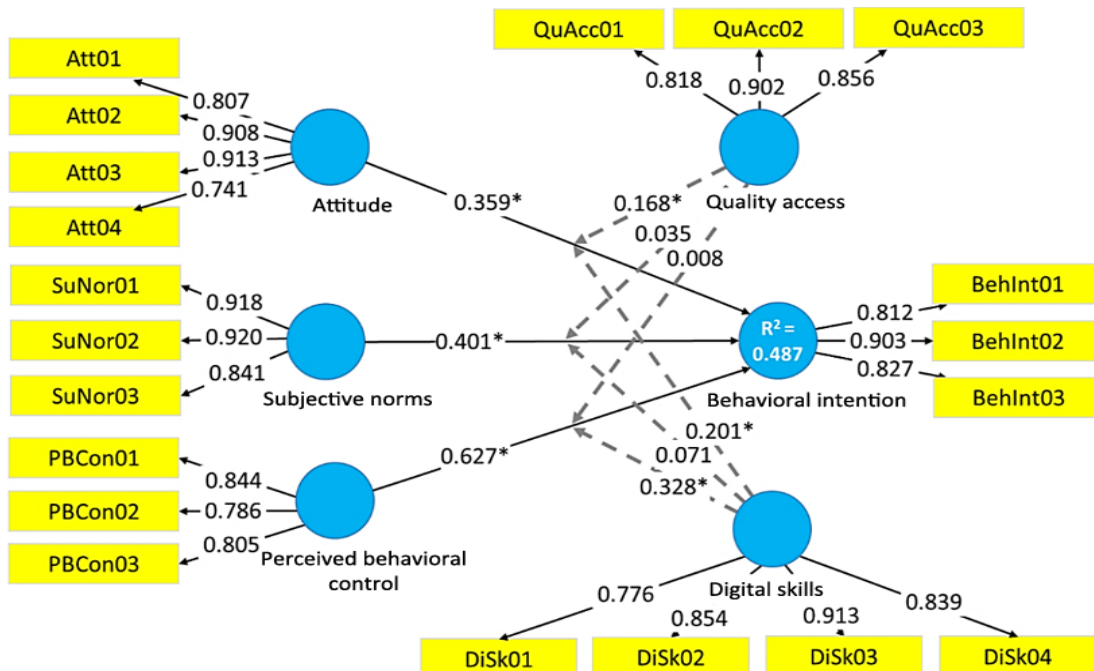 QuAcc01
QuAcc02
QuAcc03
Att01
Att02
Att03
Att04
0.807
0.908
0.913
0.741
Attitude
0.818
0.902
0.856
Quality access
0.359*
0.168*
0.035
0.008
SuNor01
SuNor02
SuNor03
0.918
0.920
0.841
Subjective norms
0.401*
R² =
0.487
Behavioral intention
0.812
0.903
0.827
BehInt01
BehInt02
BehInt03
PBCon01
PBCon02
PBCon03
0.844
0.786
0.805
Perceived behavioral
control
0.627*
0.201*
0.071
0.328*
Digital skills
0.776
0.854
0.913
0.839
DiSk01
DiSk02
DiSk03
DiSk04